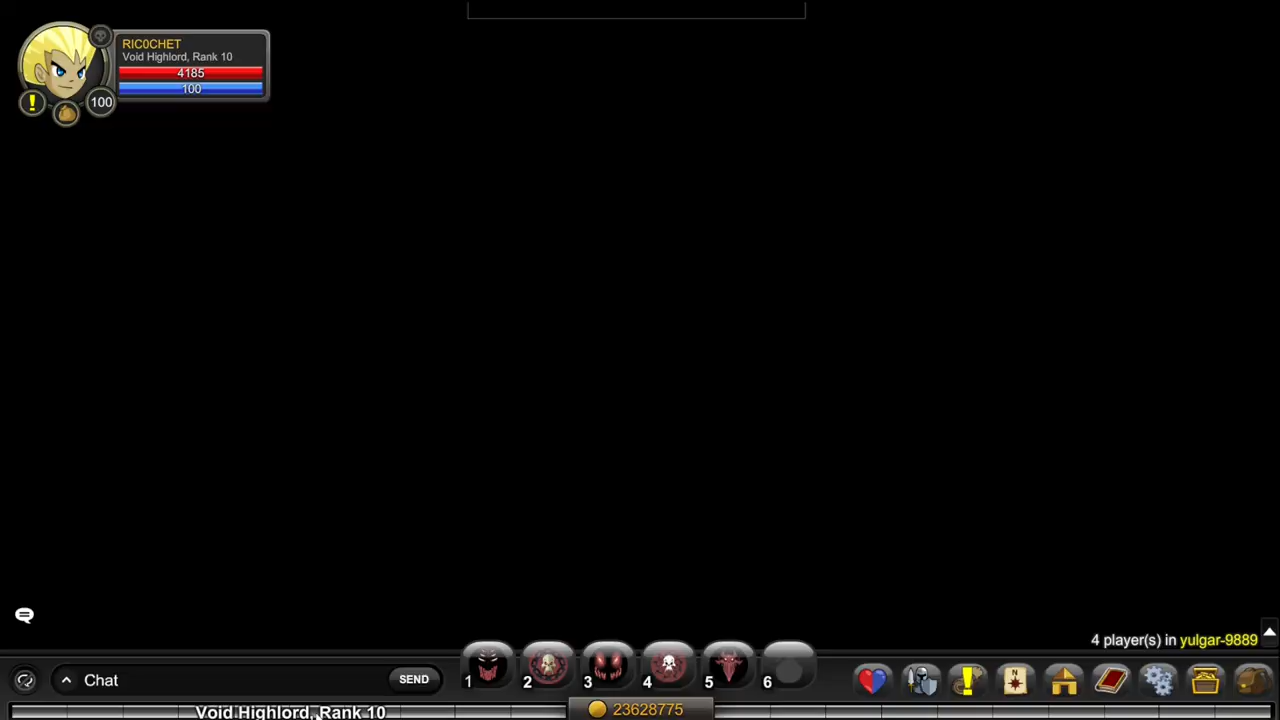 RIC0CHET
Void Highlord, Rank 10
4185
100
! 100
4 player(s) in yulgar-9889
Chat SEND 1 2 3 4 5 6 ! N
Void Highlord, Rank 10 23628775